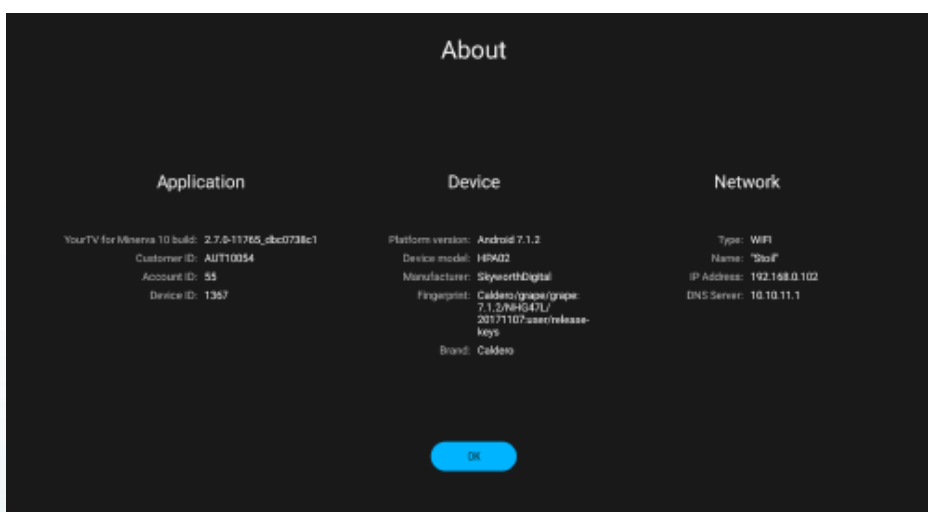 About
Application
YourTV for Minerva 10 build: 2.7.0-11765_dbc0738c1
Customer ID: AUT10054
Account ID: 55
Device ID: 1367
Device
Platform version: Android 7.1.2
Device model: HPA02
Manufacturer: SkyworthDigital
Fingerprint: Caldero/grape/grape:
7.1.2/NHG47L/
20171107:user/release-
keys
Brand: Caldero
Network
Type: WIFI
Name: "Stoif"
IP Address: 192.168.0.102
DNS Server: 10.10.11.1
OK